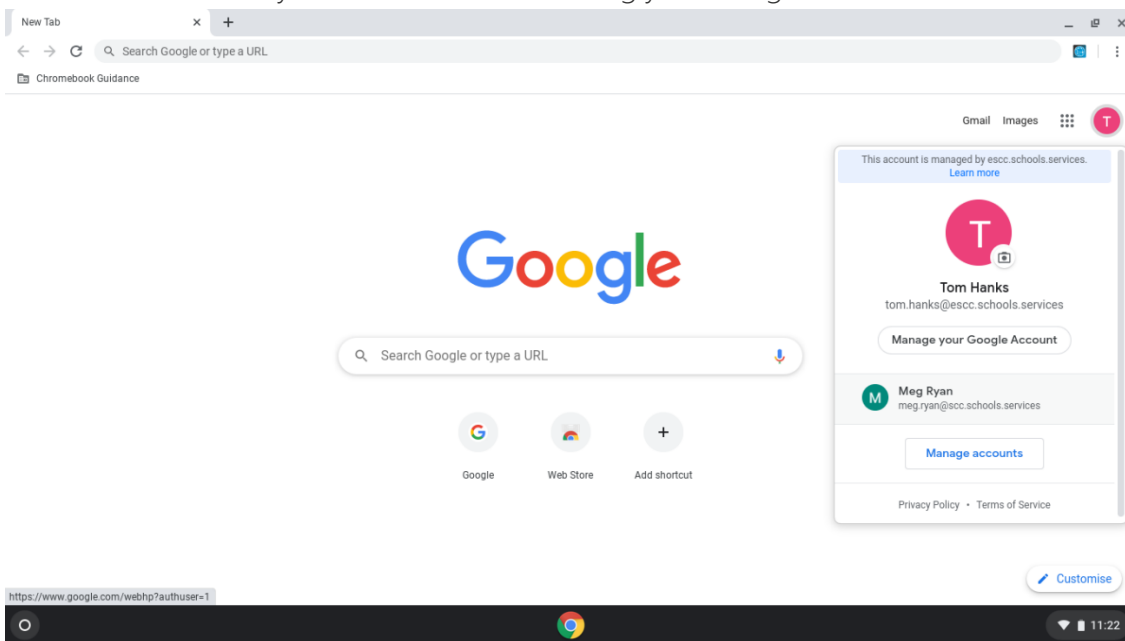 New Tab
Search Google or type a URL
Chromebook Guidance
Gmail Images
T
This account is managed by escc.schools.services.
Learn more
T
Tom Hanks
tom.hanks@escc.schools.services
Manage your Google Account
Google
Search Google or type a URL
M
Meg Ryan
meg.ryan@scc.schools.services
Manage accounts
G
Google
Web Store
Add shortcut
Privacy Policy • Terms of Service
Customise
https://www.google.com/webhp?authuser=1
11:22